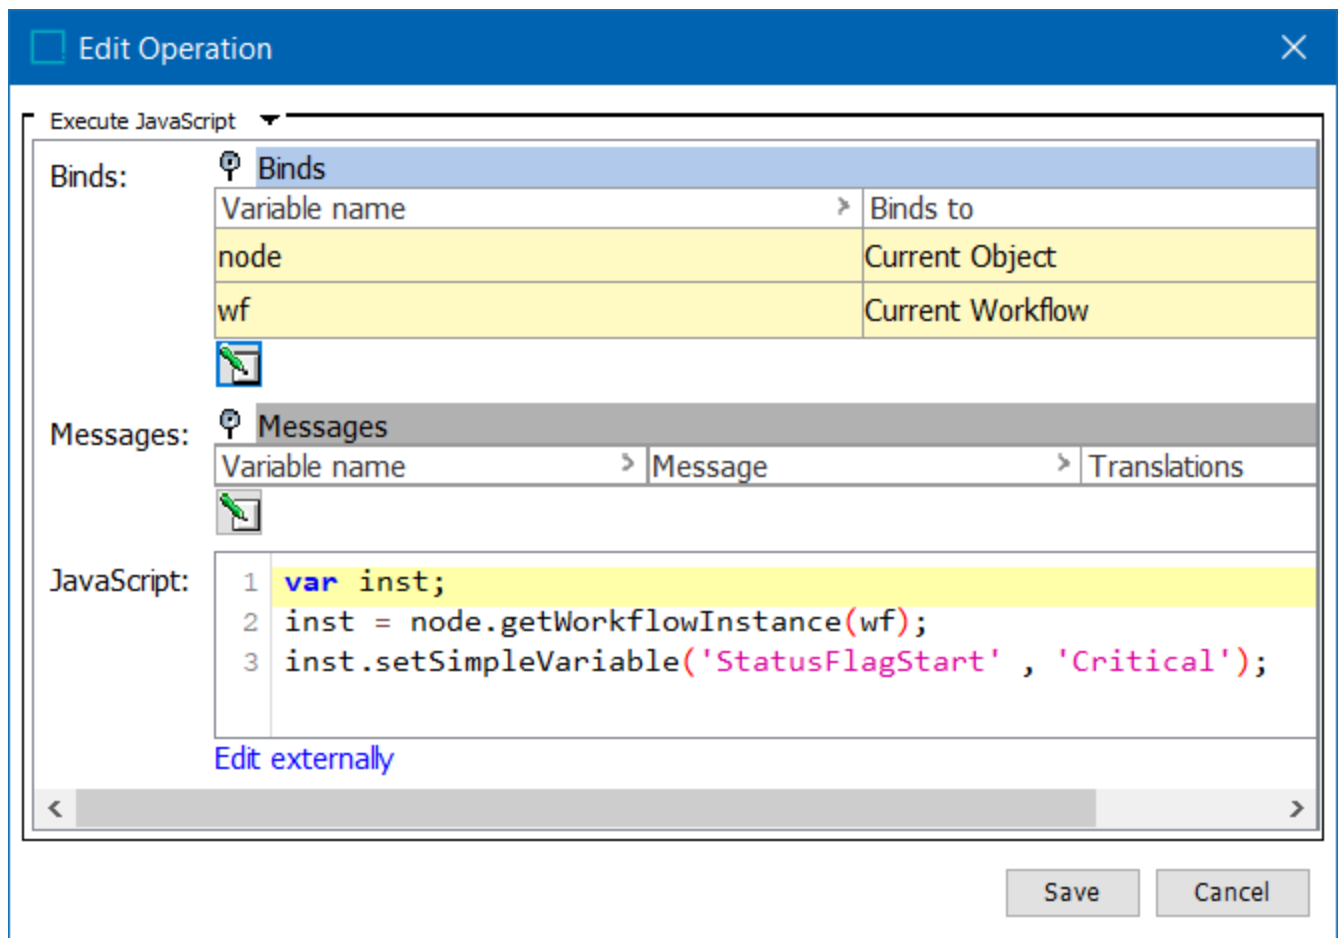 Edit Operation
Execute JavaScript
Binds:
Binds
Variable name
Binds to
node
Current Object
wf
Current Workflow
Messages:
Messages
Variable name
Message
Translations
JavaScript:
1 var inst;
2 inst = node.getWorkflowInstance(wf);
3 inst.setSimpleVariable('StatusFlagStart' , 'Critical');
Edit externally
Save
Cancel